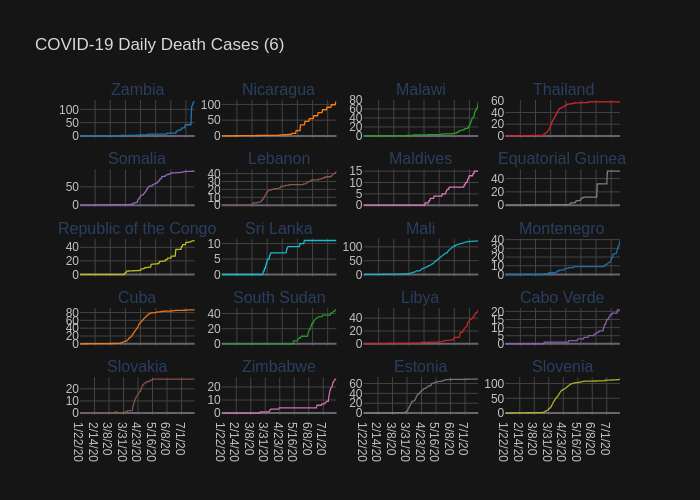 COVID-19 Daily Death Cases (6)
Zambia Nicaragua Malawi Thailand
100 50 0
100 50 0
80 60 40 20 0
60 40 20 0
Somalia Lebanon Maldives Equatorial Guinea
50 0
40 30 20 10 0
15 10 5 0
40 20 0
Republic of the Congo Sri Lanka Mali Montenegro
40 20 0
10 5 0
100 50 0
40 30 20 10 0
Cuba South Sudan Libya Cabo Verde
80 60 40 20 0
40 20 0
40 20 0
20 15 10 5 0
Slovakia Zimbabwe Estonia Slovenia
20 10 0
20 10 0
60 40 20 0
100 50 0
1/22/20 2/14/20 3/8/20 3/31/20 4/23/20 5/16/20 6/8/20 7/1/20
1/22/20 2/14/20 3/8/20 3/31/20 4/23/20 5/16/20 6/8/20 7/1/20
1/22/20 2/14/20 3/8/20 3/31/20 4/23/20 5/16/20 6/8/20 7/1/20
1/22/20 2/14/20 3/8/20 3/31/20 4/23/20 5/16/20 6/8/20 7/1/20